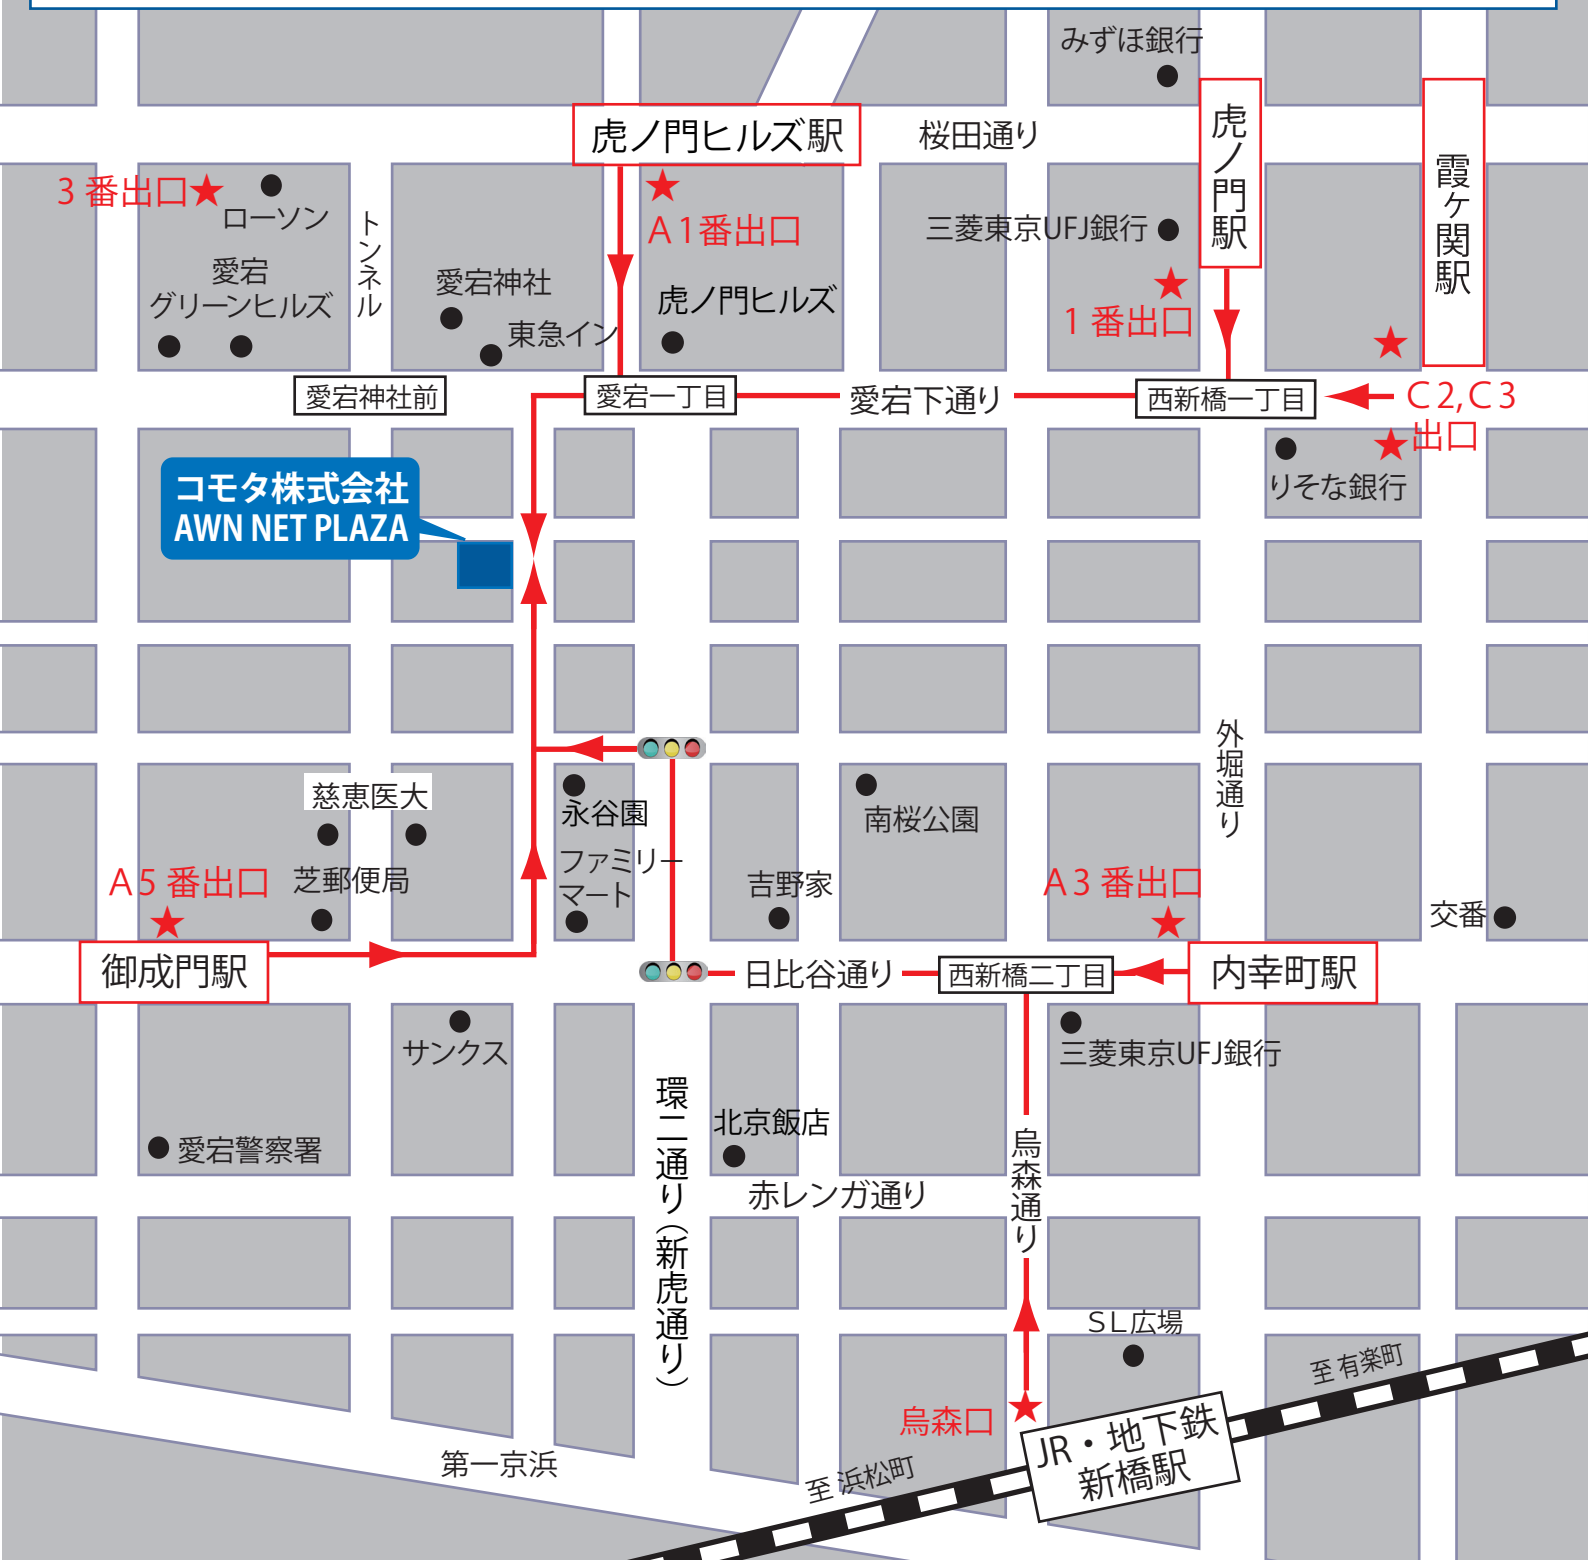 みずほ銀行
虎ノ門ヒルズ駅
桜田通り
虎ノ門駅
霞ヶ関駅
3番出口
ローソン
トンネル
A1番出口
三菱東京UFJ銀行
愛宕
グリーンヒルズ
愛宕神社
東急イン
虎ノ門ヒルズ
1番出口
愛宕神社前
愛宕一丁目
愛宕下通り
西新橋一丁目
C2,C3
出口
りそな銀行
コモタ株式会社
AWN NET PLAZA
外堀通り
慈恵医大
永谷園
南桜公園
ファミリー
マート
A5番出口
芝郵便局
吉野家
A3番出口
交番
御成門駅
日比谷通り
西新橋二丁目
内幸町駅
サンクス
三菱東京UFJ銀行
環二通り(新虎通り)
北京飯店
烏森通り
愛宕警察署
赤レンガ通り
SL広場
至 有楽町
烏森口
JR・地下鉄
新橋駅
第一京浜
至 浜松町